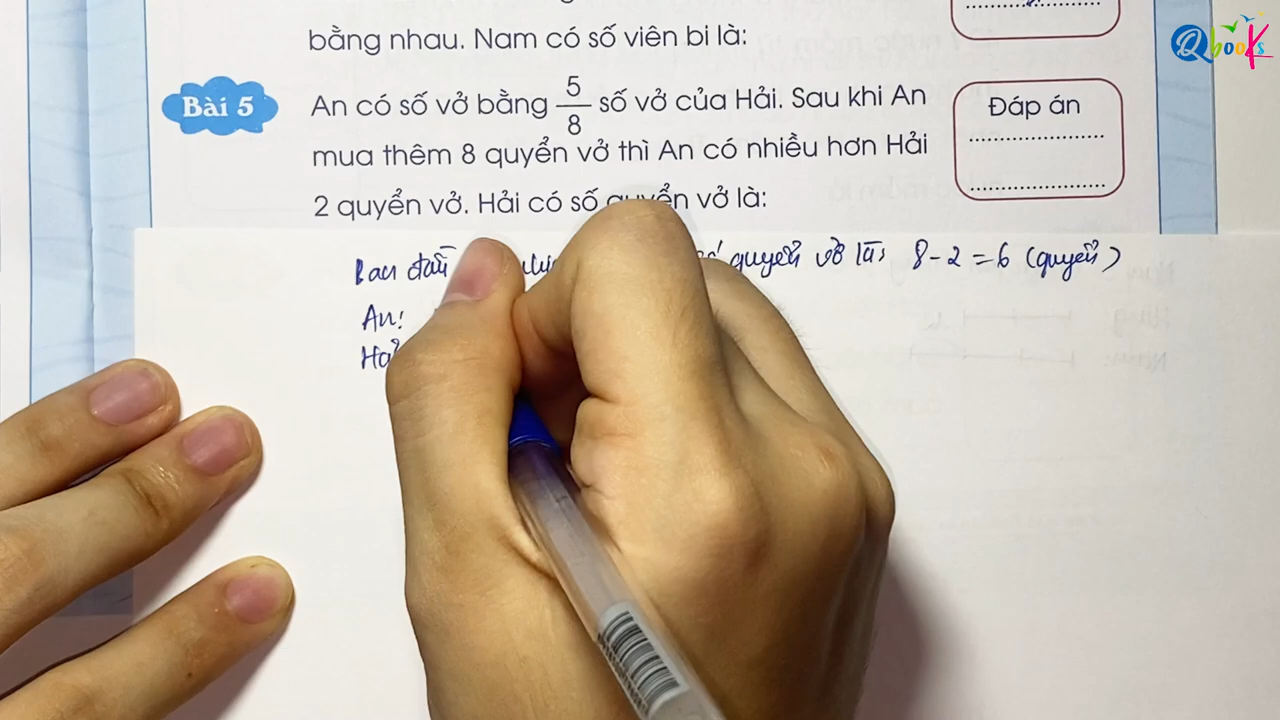 Qbooks
bằng nhau. Nam có số viên bi là:
Bài 5
An có số vở bằng 5/8 số vở của Hải. Sau khi An
mua thêm 8 quyển vở thì An có nhiều hơn Hải
2 quyển vở. Hải có số quyển vở là:
Đáp án
Ban đầu quyển vở là: 8 - 2 = 6 (quyển)
An: